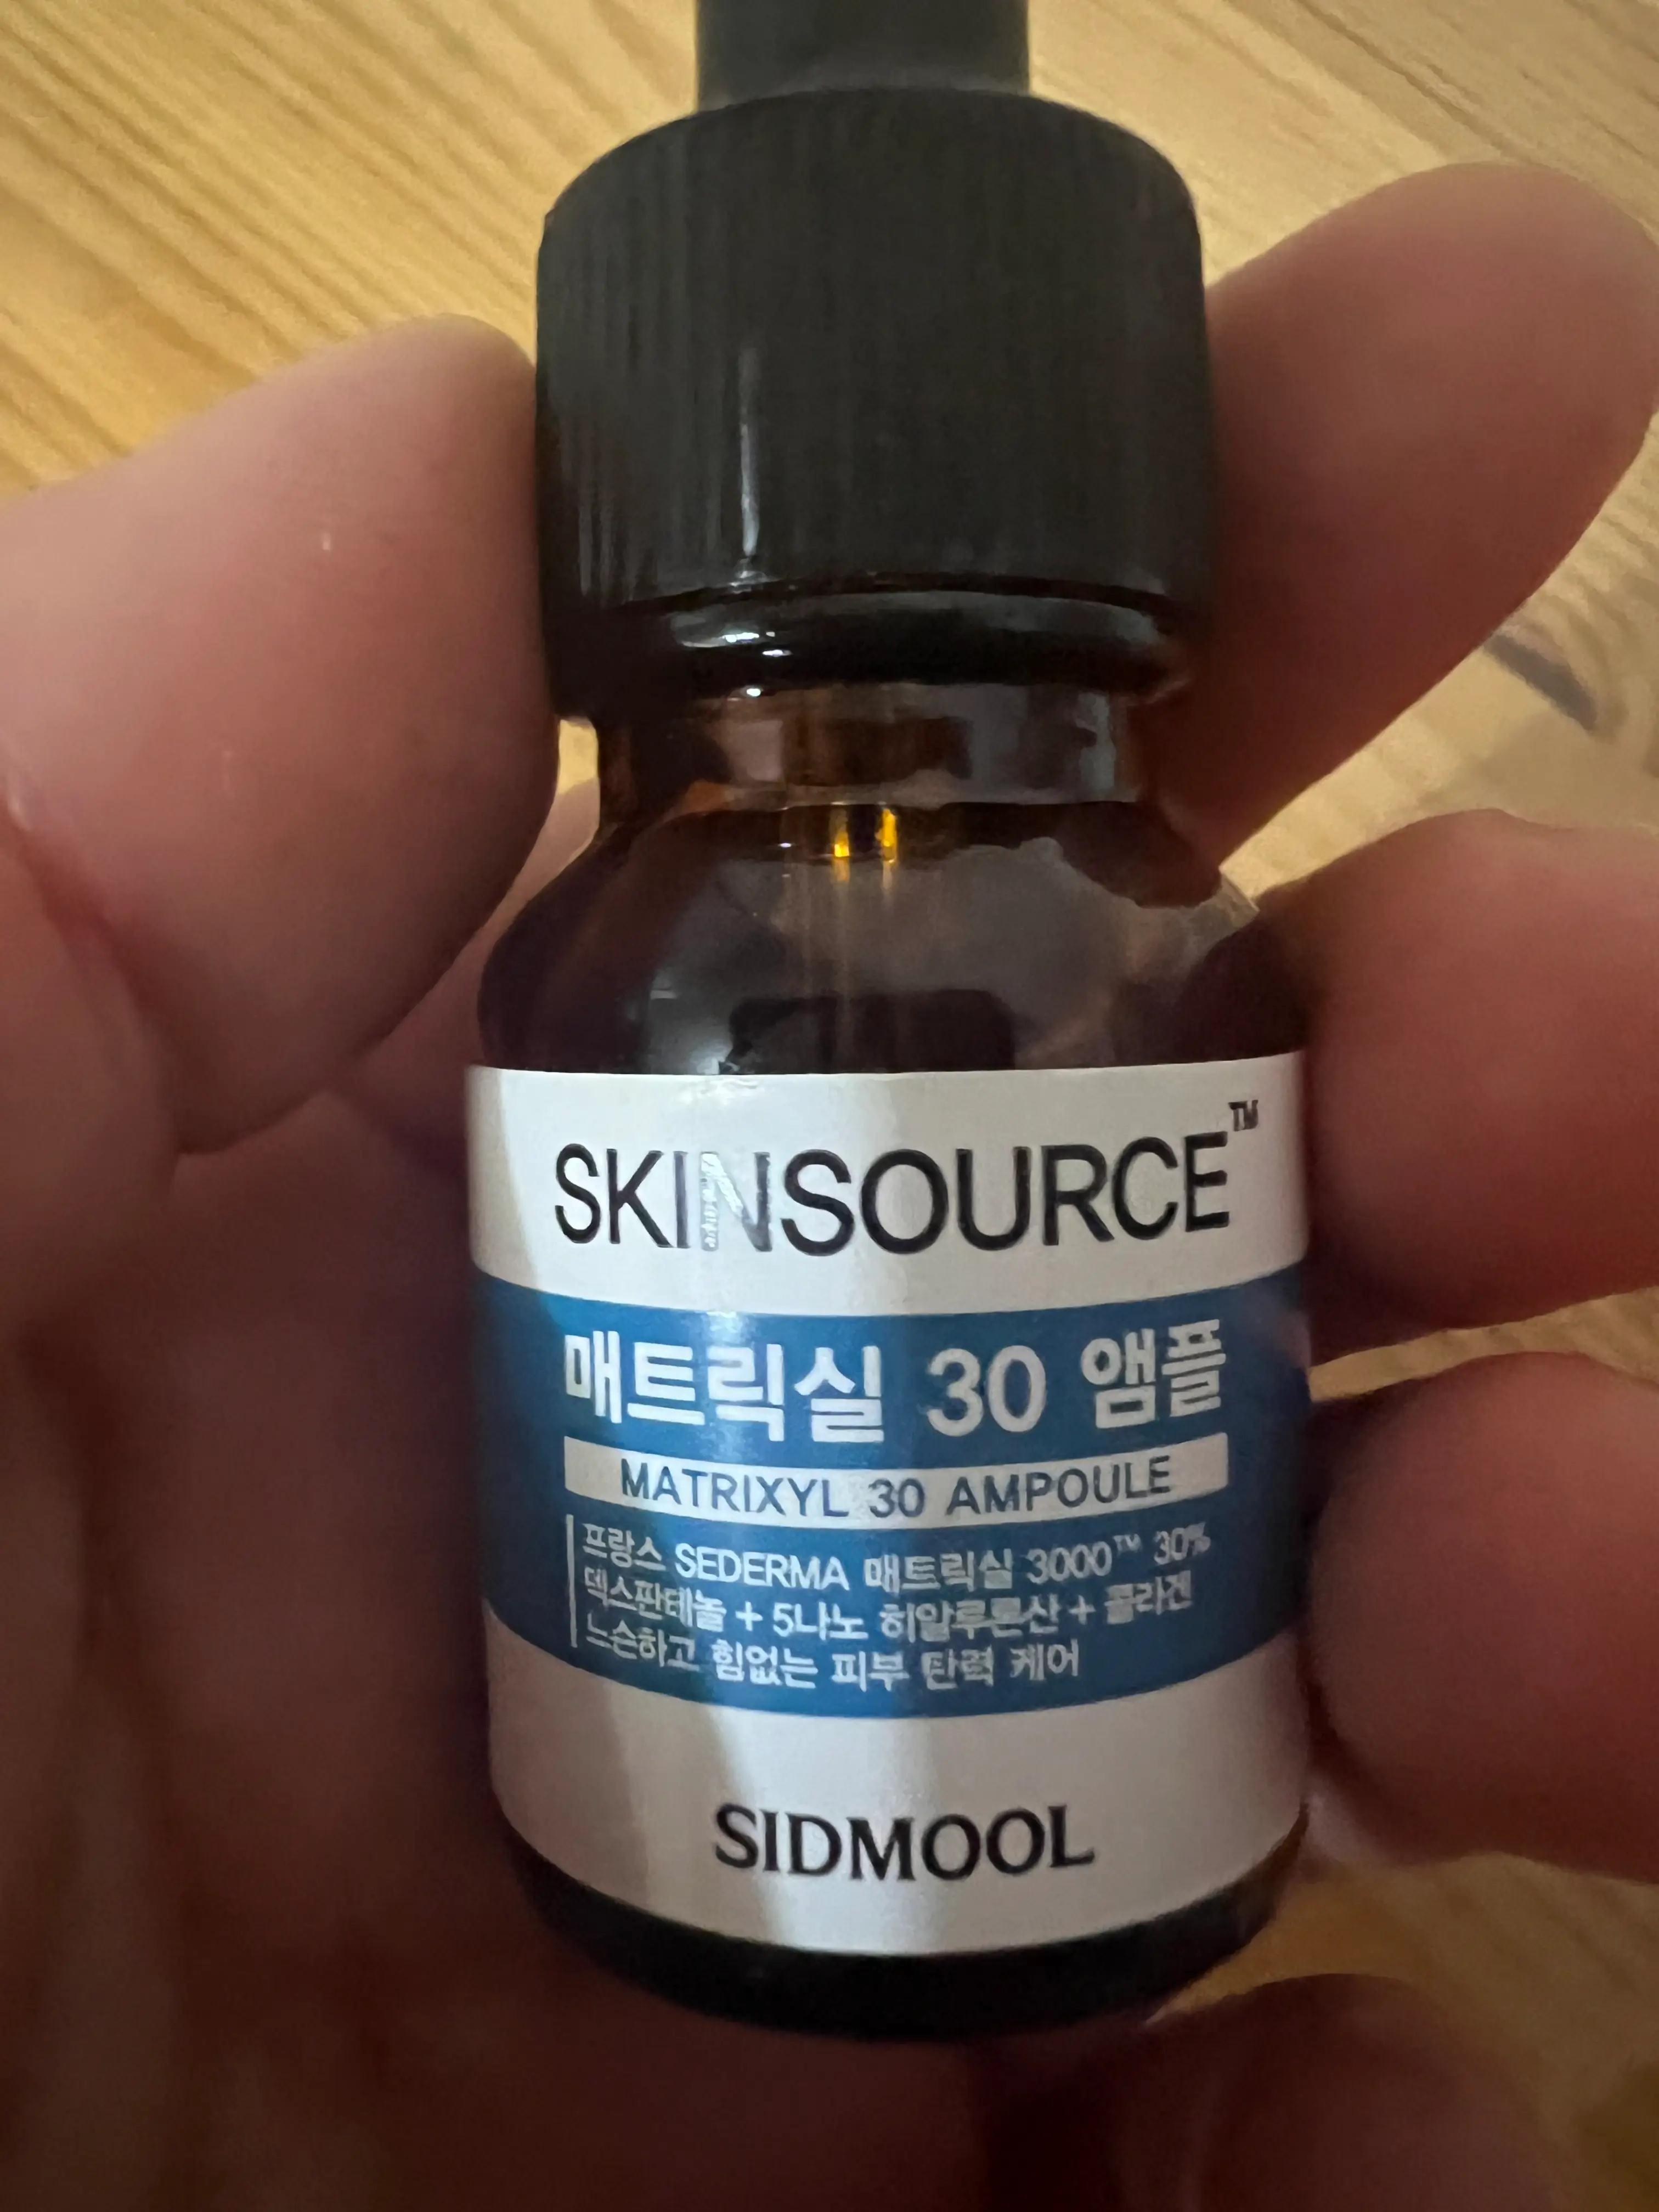 SKINSOURCE™
매트릭실 30 앰플
MATRIXYL 30 AMPOULE
프랑스 SEDERMA 매트릭실 3000™ 30%
덱스판테놀 + 5나노 히알루론산 + 콜라겐
느슨하고 힘없는 피부 탄력 케어
SIDMOOL